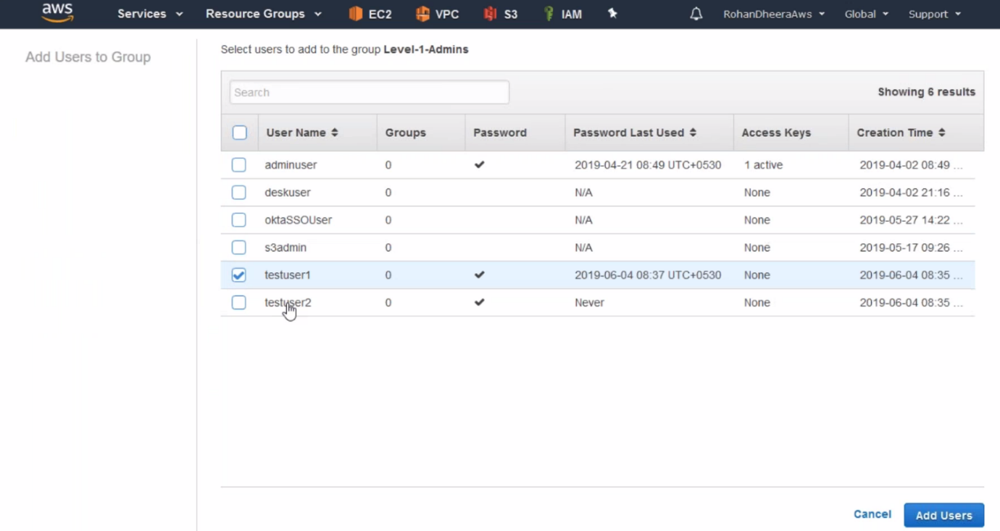 aws Services Resource Groups EC2 VPC S3 IAM RohanDheeraAws Global Support
Add Users to Group
Select users to add to the group Level-1-Admins
Search
Showing 6 results
User Name Groups Password Password Last Used Access Keys Creation Time
adminuser 0 ✔ 2019-04-21 08:49 UTC+0530 1 active 2019-04-02 08:49 ...
deskuser 0 N/A None 2019-04-02 21:16 ...
oktaSSOUser 0 N/A None 2019-05-27 14:22 ...
s3admin 0 N/A None 2019-05-17 09:26 ...
testuser1 0 ✔ 2019-06-04 08:37 UTC+0530 None 2019-06-04 08:35 ...
testuser2 0 ✔ Never None 2019-06-04 08:35 ...
Cancel Add Users